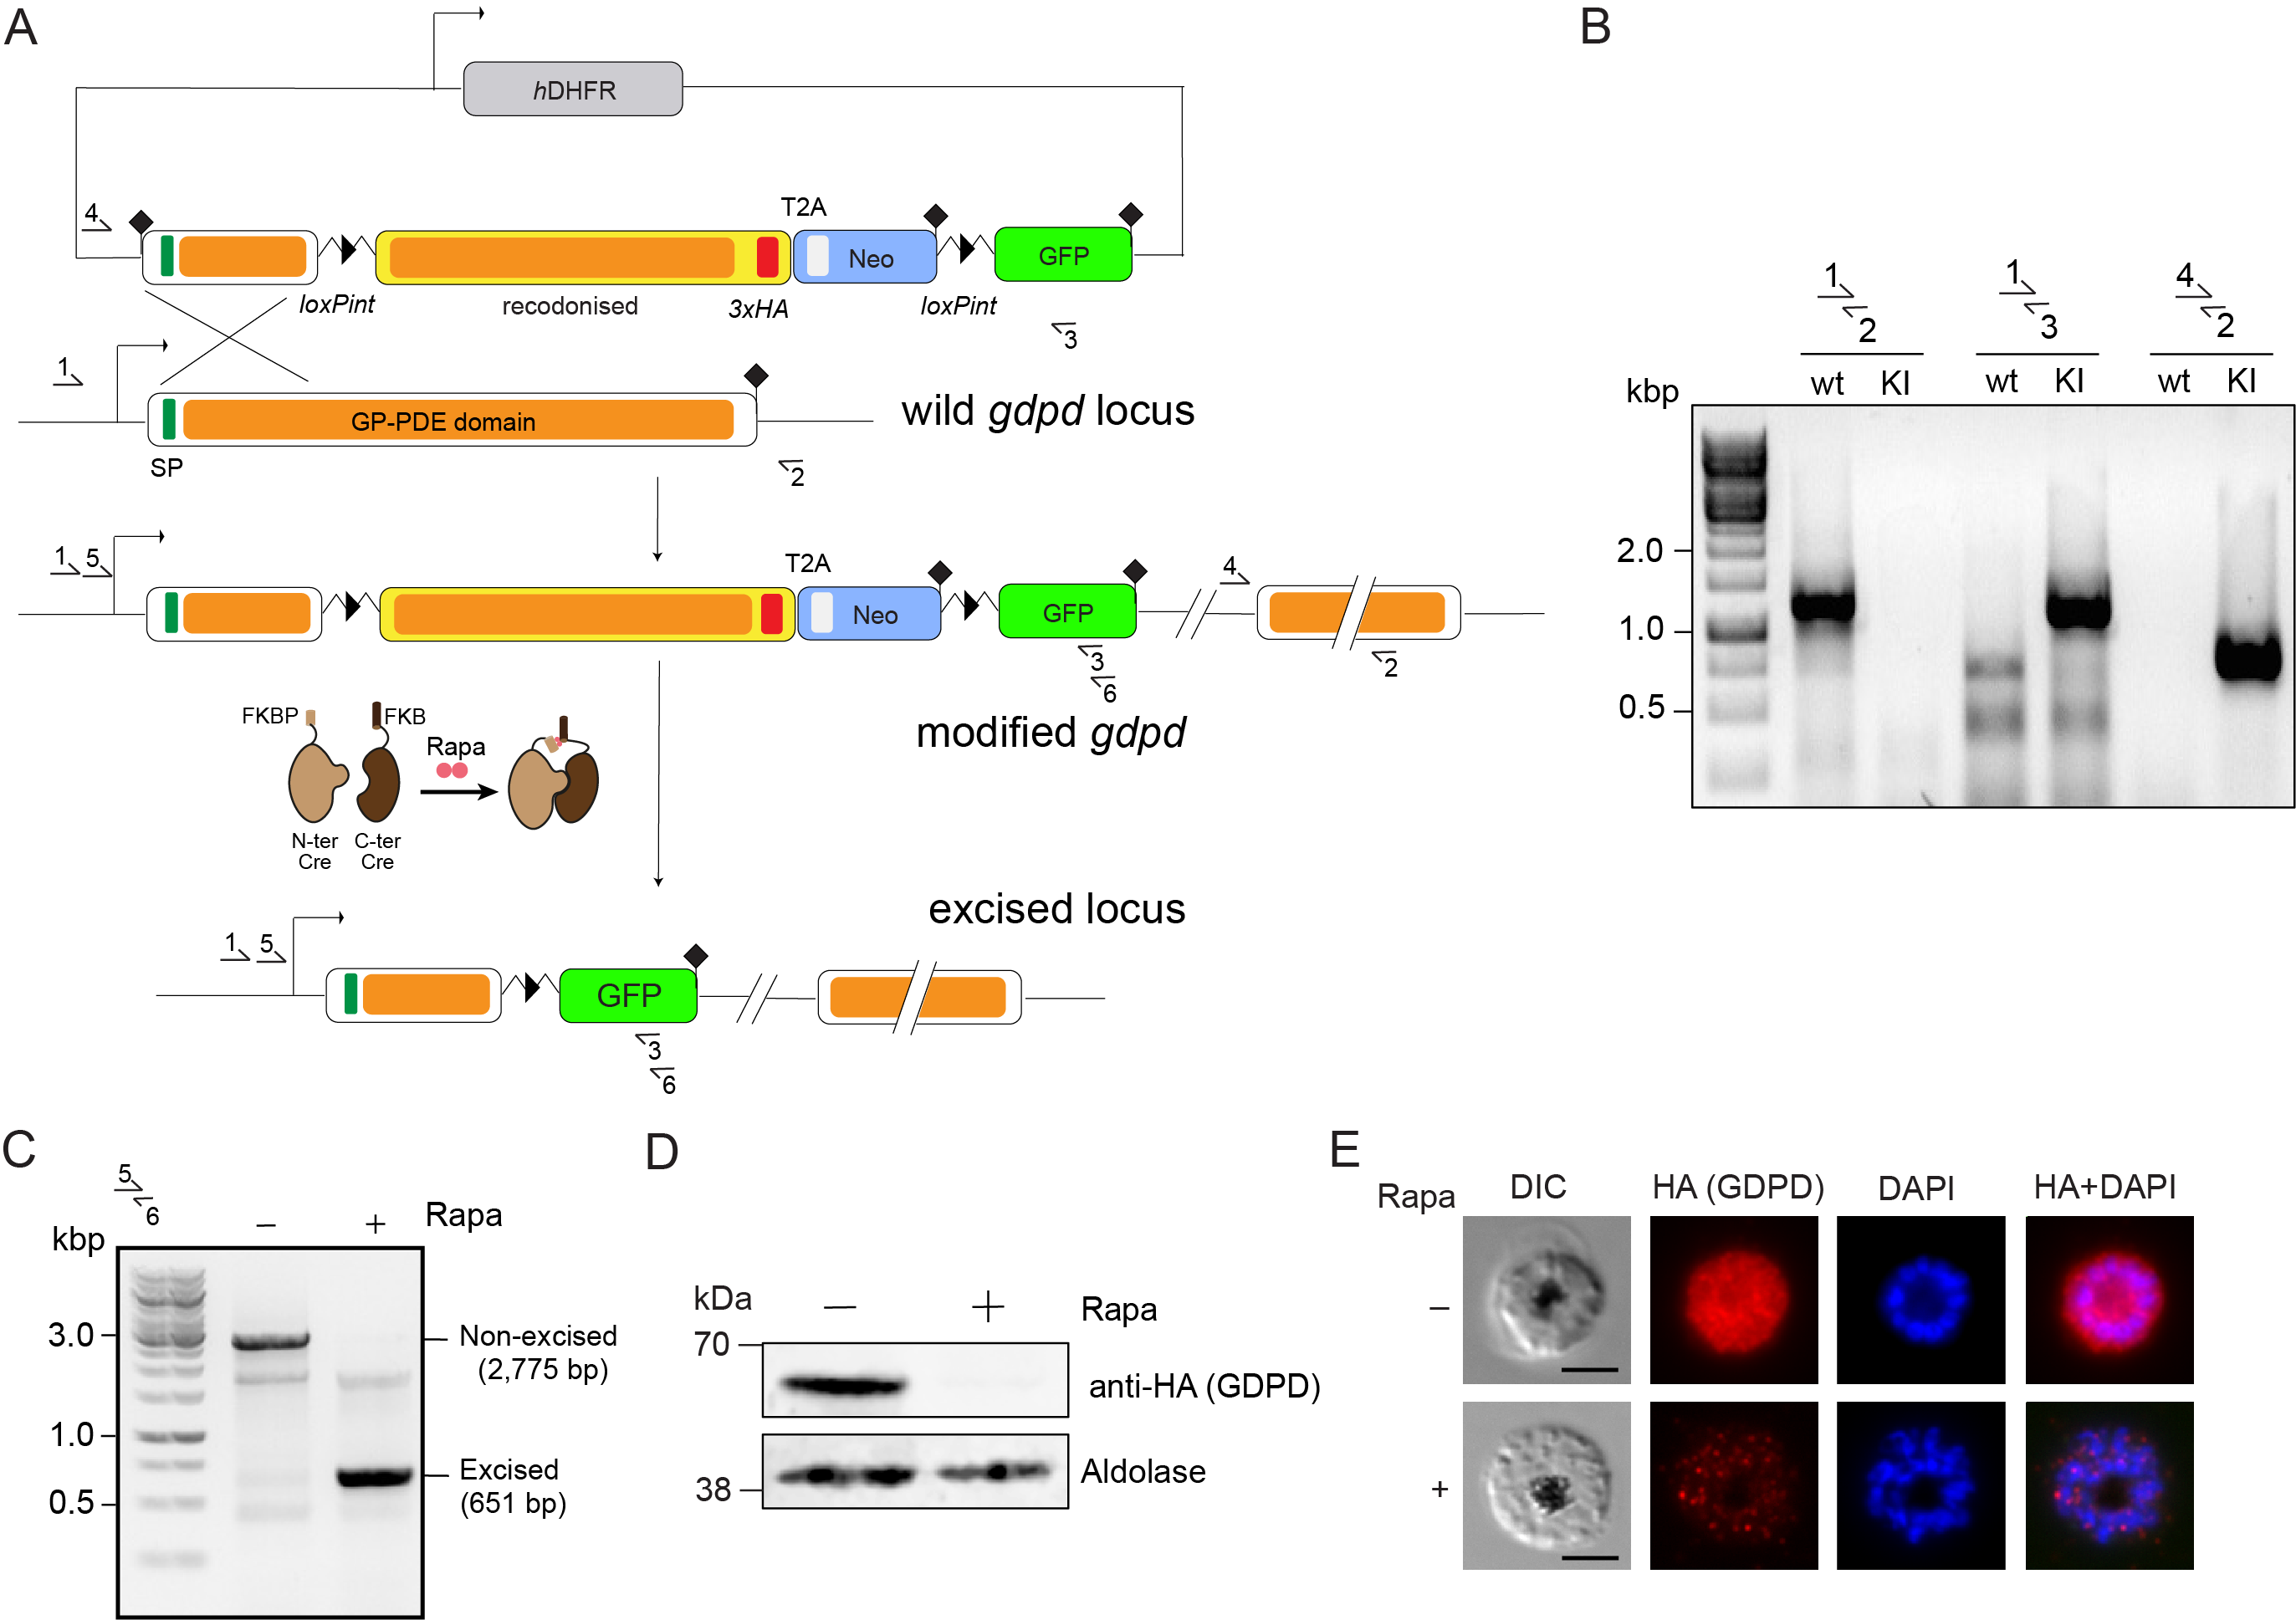 A
hDHFR
4
T2A
Neo
GFP
loxPint
recodonised
3xHA
loxPint
3
1
GP-PDE domain
wild gdpd locus
SP
2
1 5
T2A
4
Neo
GFP
3
6
2
modified gdpd
FKBP
FKB
Rapa
N-ter
Cre
C-ter
Cre
excised locus
1 5
GFP
3
6
B
1
2
1
3
4
2
kbp
wt KI wt KI wt KI
2.0
1.0
0.5
C
5
6
kbp
– + Rapa
3.0
Non-excised
(2,775 bp)
1.0
Excised
(651 bp)
0.5
D
kDa
– + Rapa
70
anti-HA (GDPD)
38
Aldolase
E
Rapa
DIC HA (GDPD) DAPI HA+DAPI
–
+